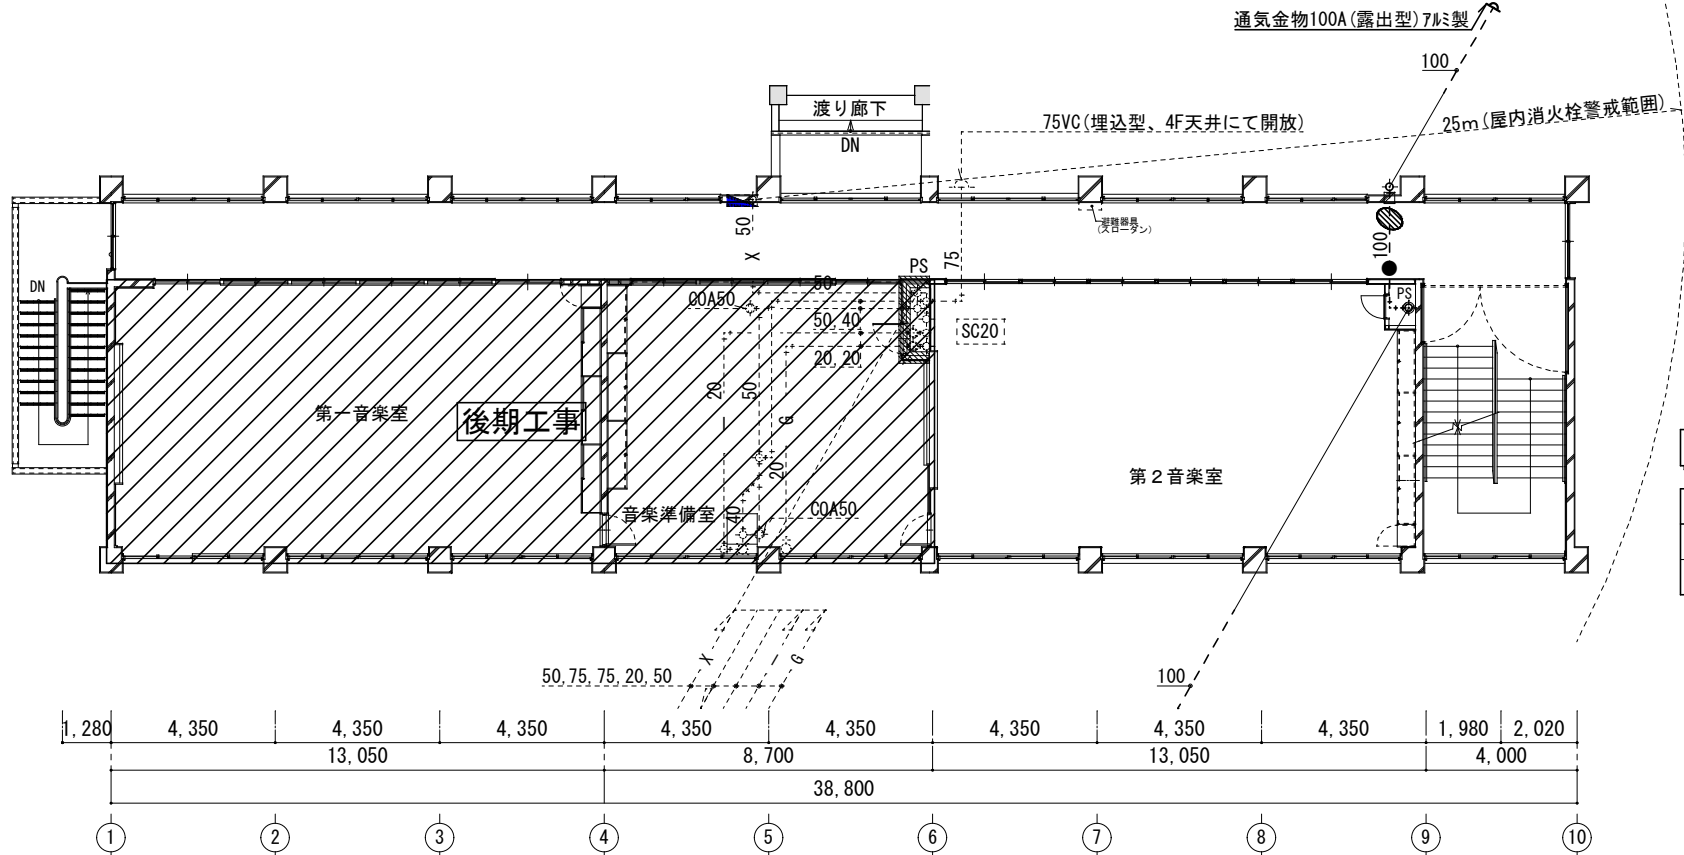 通気金物100A(露出型)アルミ製
100
渡り廊下
DN
75VC(埋込型、4F天井にて開放)
25m(屋内消火栓警戒範囲)
避難器具
(スローダン)
50
X
75
100
PS
DN
COA50
50
50,40
20,20
SC20
PS
20
50
G
第一音楽室
後期工事
20
第２音楽室
音楽準備室
40
COA50
X
G
50,75,75,20,50
100
1,280
4,350
4,350
4,350
4,350
4,350
4,350
4,350
4,350
1,980
2,020
13,050
8,700
13,050
4,000
38,800
1
2
3
4
5
6
7
8
9
10